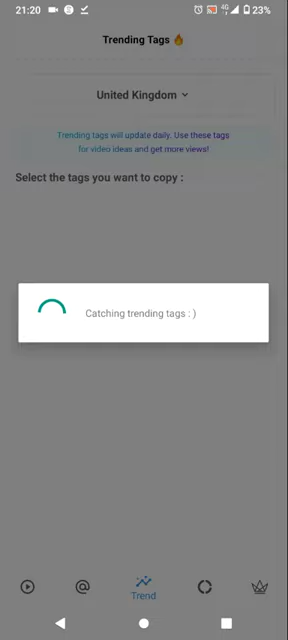 21:20
4G
23%
Trending Tags 🔥
United Kingdom
Trending tags will update daily. Use these tags
for video ideas and get more views!
Select the tags you want to copy :
Catching trending tags : )
Trend